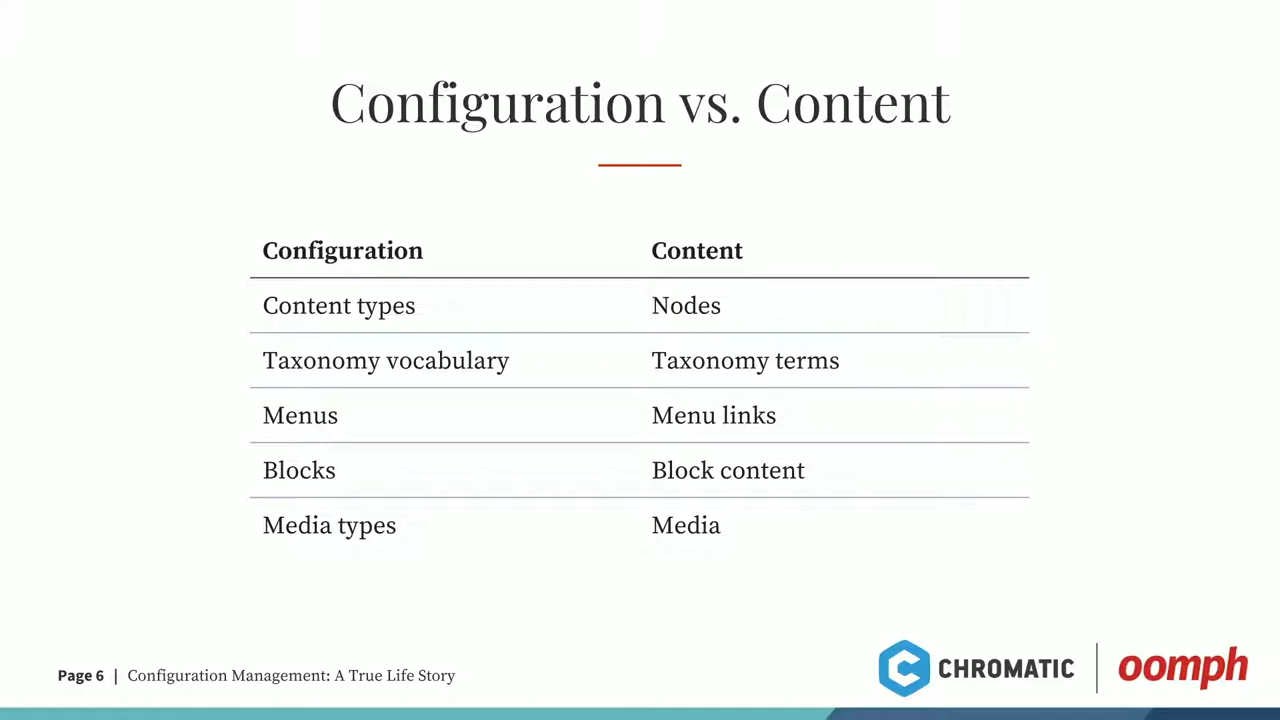 Configuration vs. Content
Configuration Content
Content types Nodes
Taxonomy vocabulary Taxonomy terms
Menus Menu links
Blocks Block content
Media types Media
Page 6 | Configuration Management: A True Life Story
CHROMATIC | oomph